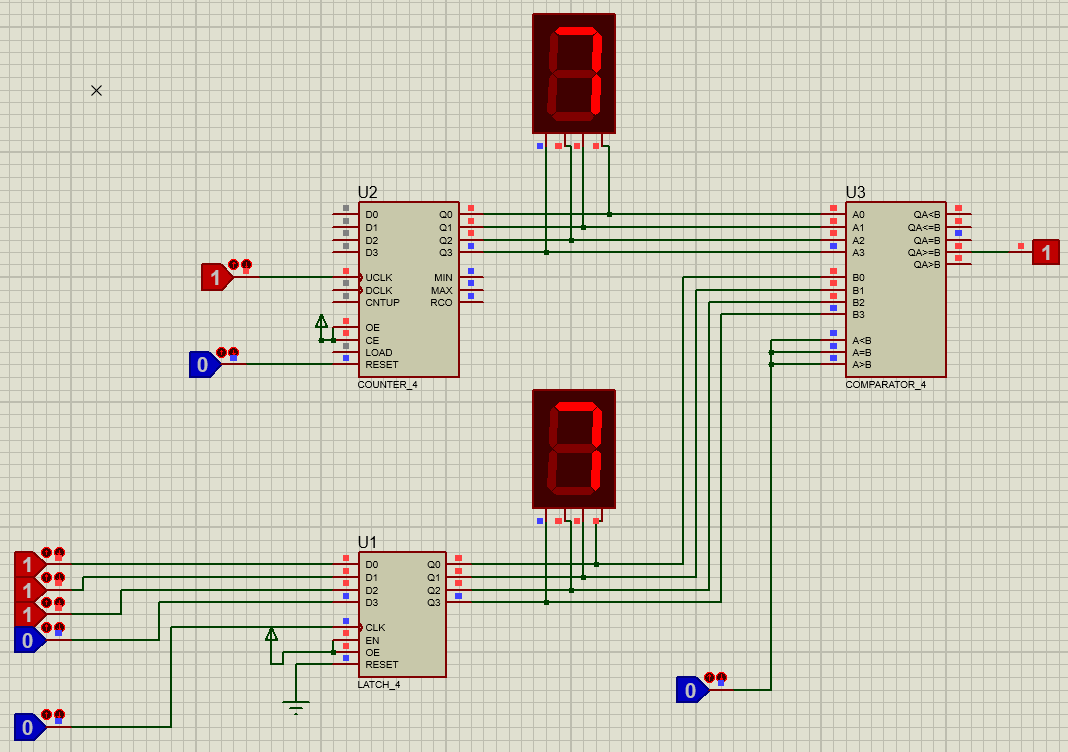 7
U2
D0 Q0
D1 Q1
D2 Q2
D3 Q3
UCLK MIN
DCLK MAX
CNTUP RCO
OE
CE
LOAD
RESET
COUNTER_4
1
0
U3
A0 QA<B
A1 QA<=B
A2 QA=B
A3 QA>=B
QA>B
B0
B1
B2
B3
A<B
A=B
A>B
COMPARATOR_4
1
7
U1
D0 Q0
D1 Q1
D2 Q2
D3 Q3
CLK
EN
OE
RESET
LATCH_4
1
1
1
0
0
0